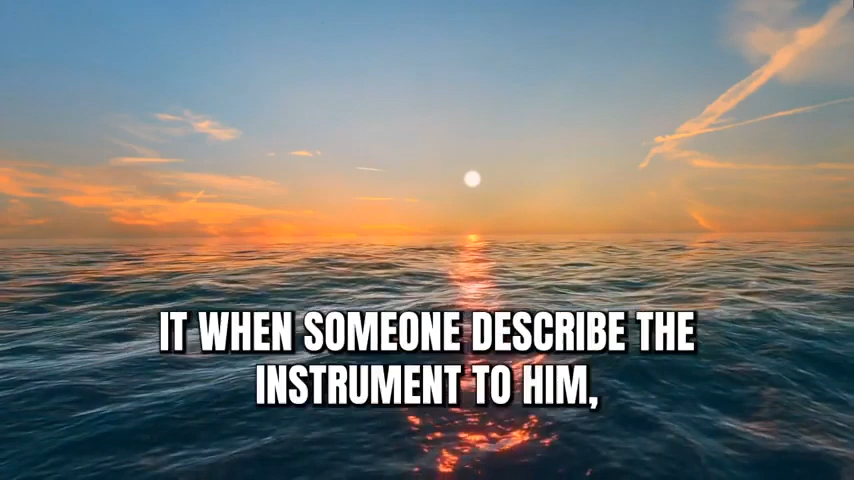 IT WHEN SOMEONE DESCRIBE THE
INSTRUMENT TO HIM,